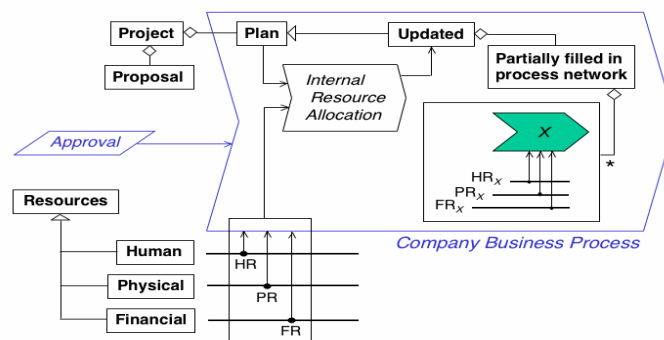 Project
Plan
Updated
Proposal
Partially filled in
process network
Internal
Resource
Allocation
X
Approval
*
HRx
PRx
FRx
Resources
Company Business Process
Human
HR
Physical
PR
Financial
FR